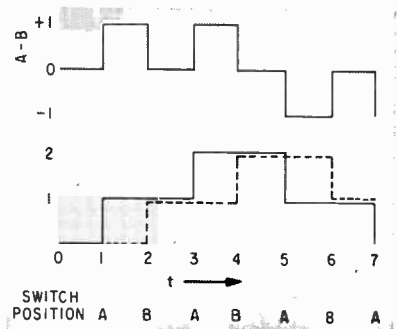 A-B
+1
0
-1
2
1
0 1 2 3 4 5 6 7
t
SWITCH
POSITION A B A B A B A